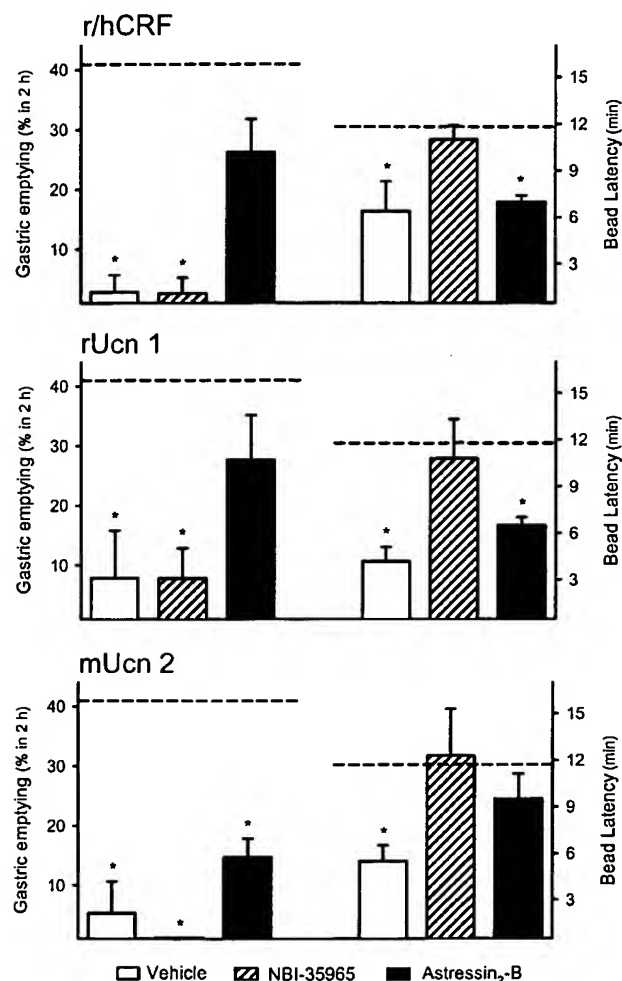 r/hCRF
Gastric emptying (% in 2 h)
40
30
20
10
* * * *
15
12
9
6
3
Bead Latency (min)
rUcn 1
Gastric emptying (% in 2 h)
40
30
20
10
* * * *
15
12
9
6
3
Bead Latency (min)
mUcn 2
Gastric emptying (% in 2 h)
40
30
20
10
* * * *
15
12
9
6
3
Bead Latency (min)
Vehicle NBI-35965 Astressin₂-B